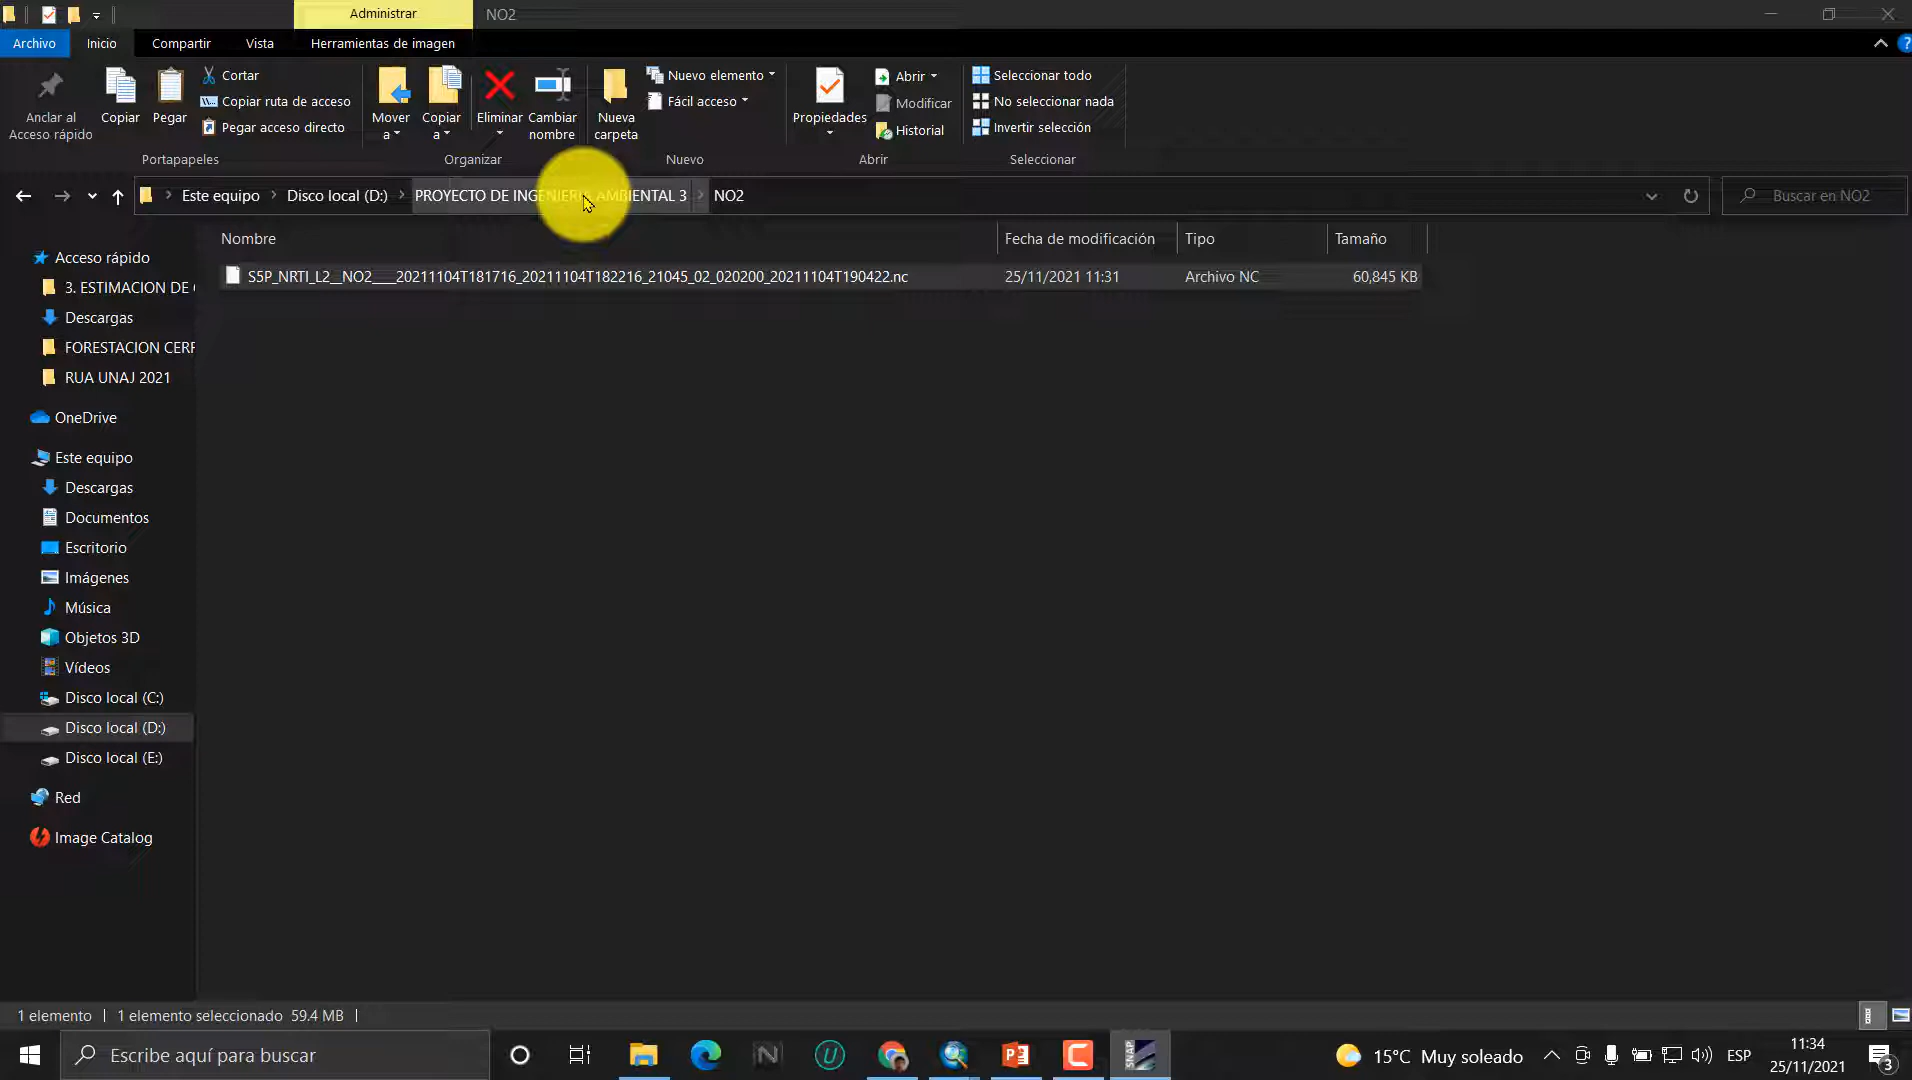 Administrar
NO2
Archivo
Inicio
Compartir
Vista
Herramientas de imagen
Anclar al
Acceso rápido
Copiar
Pegar
Cortar
Copiar ruta de acceso
Pegar acceso directo
Portapapeles
Mover
a
Copiar
a
Eliminar
Cambiar
nombre
Organizar
Nueva
carpeta
Nuevo elemento
Fácil acceso
Nuevo
Propiedades
Abrir
Modificar
Historial
Abrir
Seleccionar todo
No seleccionar nada
Invertir selección
Seleccionar
Este equipo
Disco local (D:)
PROYECTO DE INGENIERIA AMBIENTAL 3
NO2
Buscar en NO2
Nombre
Fecha de modificación
Tipo
Tamaño
S5P_NRTI_L2__NO2____20211104T181716_20211104T182216_21045_02_020200_20211104T190422.nc
25/11/2021 11:31
Archivo NC
60,845 KB
Acceso rápido
3. ESTIMACION DE
Descargas
FORESTACION CERR
RUA UNAJ 2021
OneDrive
Este equipo
Descargas
Documentos
Escritorio
Imágenes
Música
Objetos 3D
Vídeos
Disco local (C:)
Disco local (D:)
Disco local (E:)
Red
Image Catalog
1 elemento
1 elemento seleccionado 59.4 MB
Escribe aquí para buscar
SNAP
15°C Muy soleado
ESP
11:34
25/11/2021
3